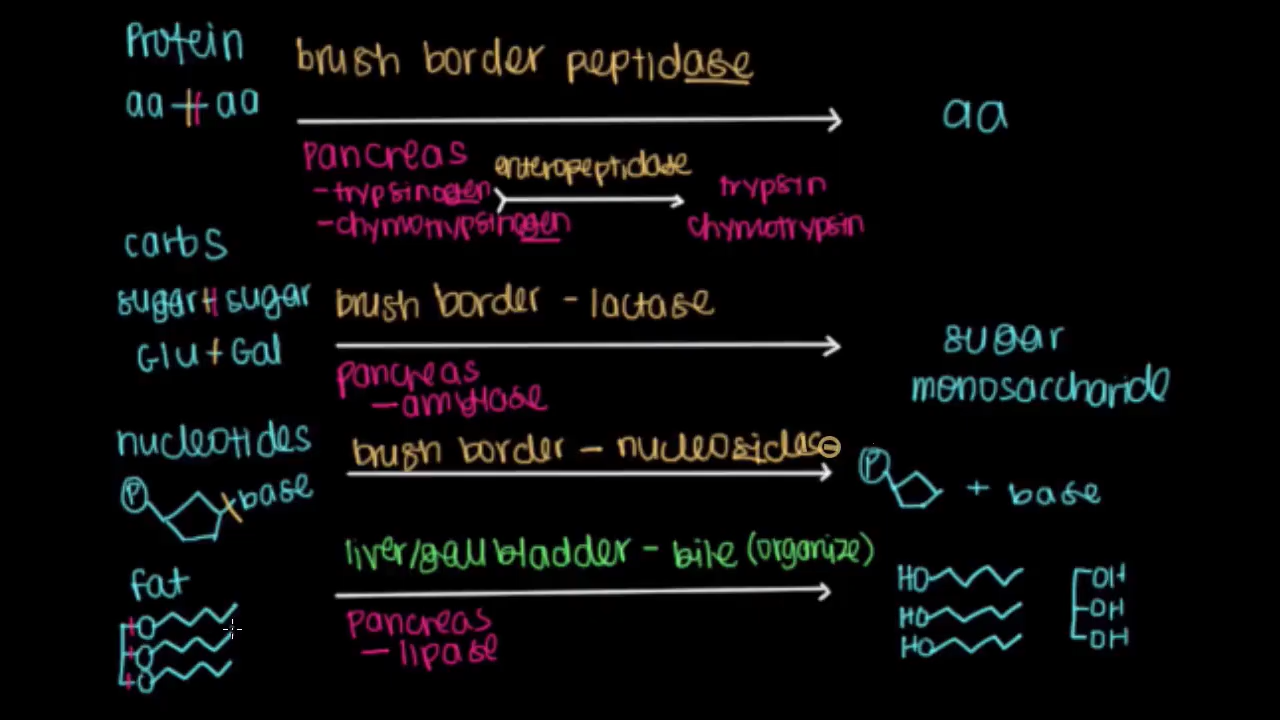 Protein
brush border peptidase
aa + aa
aa
pancreas
enteropeptidase
- trypsinogen
trypsin
- chymotrypsinogen
chymotrypsin
carbs
sugar + sugar
brush border - lactase
Glu + Gal
sugar
monosaccharide
pancreas
- amylase
nucleotides
brush border - nucleosidase
P
base
P
+ base
liver/gallbladder - bile (organize)
fat
HO
OH
O
pancreas
HO
OH
O
- lipase
HO
OH
O